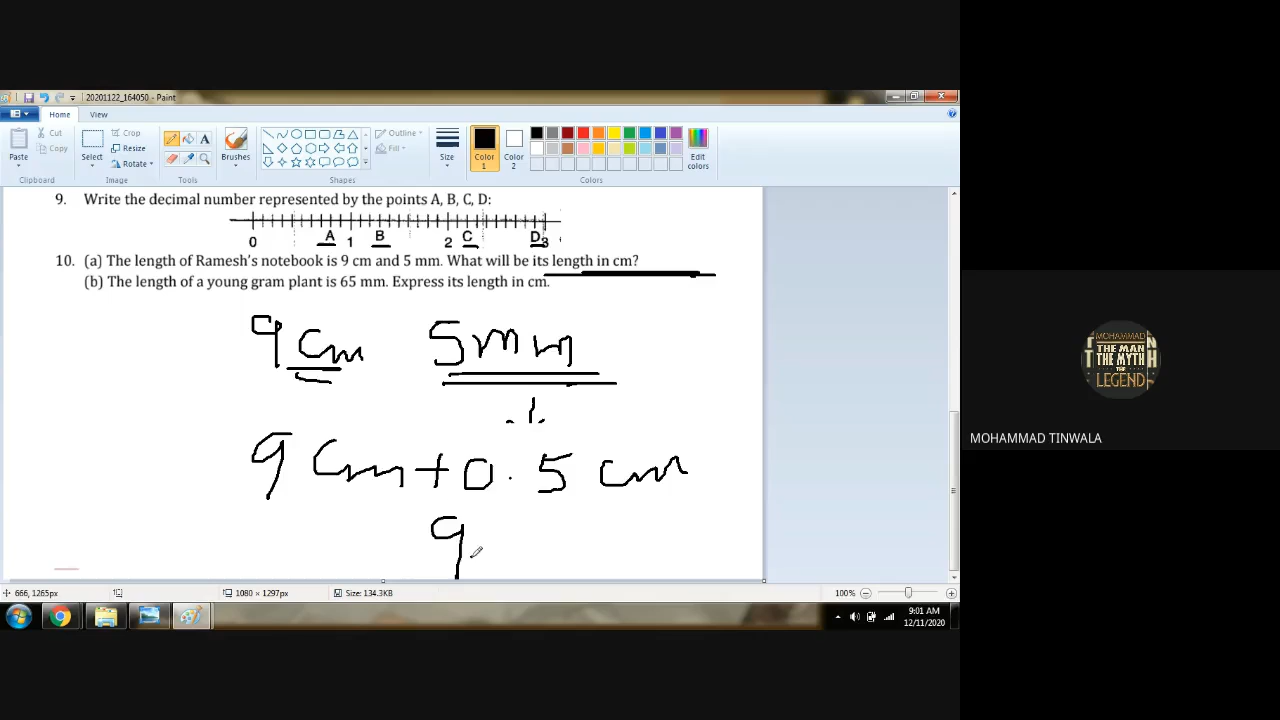 20201122_164050 - Paint
Home View
Paste
Cut
Copy
Clipboard
Select
Crop
Resize
Rotate
Image
A
Tools
Brushes
Outline
Fill
Shapes
Size
Color 1
Color 2
Edit colors
Colors
9. Write the decimal number represented by the points A, B, C, D:
0 A 1 B 2 C D 3
10. (a) The length of Ramesh's notebook is 9 cm and 5 mm. What will be its length in cm?
(b) The length of a young gram plant is 65 mm. Express its length in cm.
9 cm 5 mm
9 cm + 0.5 cm
9
666, 1265px
1080 × 1297px
Size: 134.3KB
100%
9:01 AM
12/11/2020
MOHAMMAD
THE MAN
THE MYTH
THE
LEGEND
MOHAMMAD TINWALA